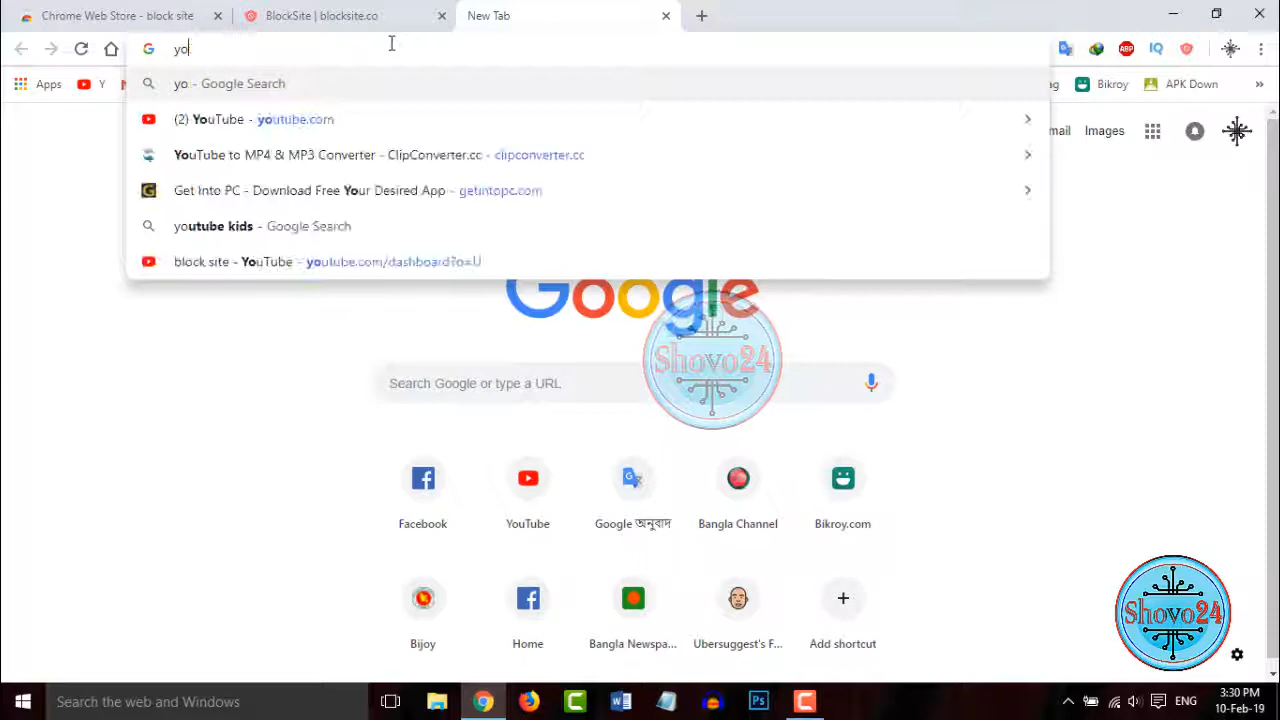 Chrome Web Store - block site
BlockSite | blocksite.co
New Tab
yo
ABP
IQ
Apps
Y
ag
Bikroy
APK Down
yo - Google Search
(2) YouTube - youtube.com
YouTube to MP4 & MP3 Converter - ClipConverter.cc - clipconverter.cc
Get Into PC - Download Free Your Desired App - getintopc.com
youtube kids - Google Search
block site - YouTube - youtube.com/dashboard?o=U
mail
Images
Google
Shovo24
Search Google or type a URL
Facebook
YouTube
Google অনুবাদ
Bangla Channel
Bikroy.com
Bijoy
Home
Bangla Newspa...
Ubersuggest's F...
Add shortcut
Shovo24
Search the web and Windows
ENG
3:30 PM
10-Feb-19